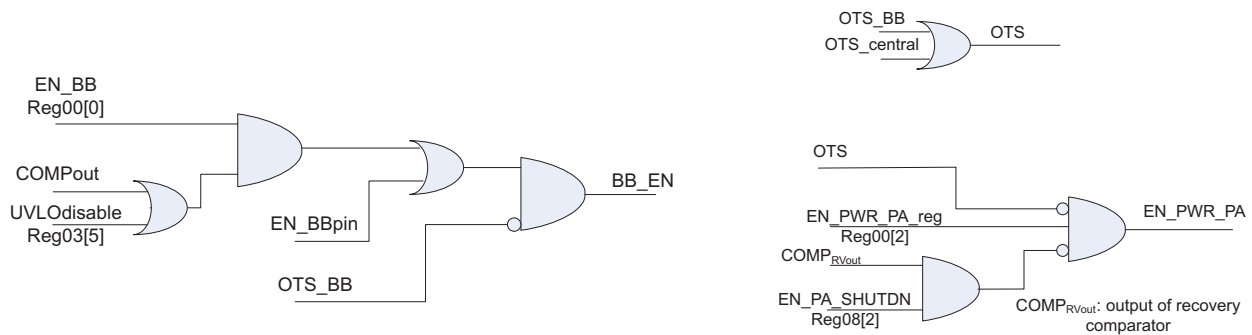 EN_BB
Reg00[0]
COMPout
UVLOdisable
Reg03[5]
EN_BBpin
OTS_BB
BB_EN
OTS_BB
OTS_central
OTS
OTS
EN_PWR_PA_reg
Reg00[2]
COMPRVout
EN_PA_SHUTDN
Reg08[2]
EN_PWR_PA
COMPRVout: output of recovery
comparator